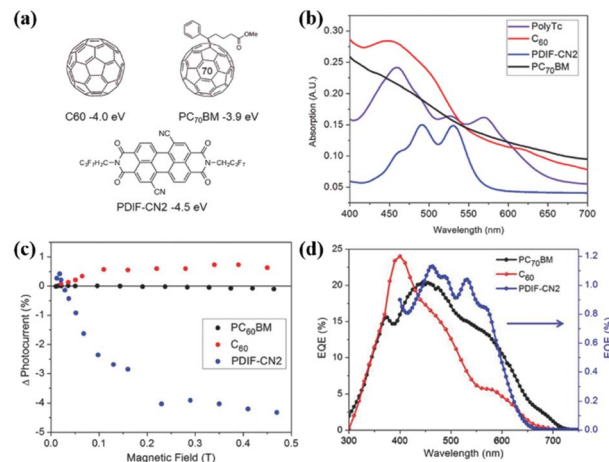 (a)
OMe
O
70
C60 -4.0 eV
PC70BM -3.9 eV
CN
O
O
C3F7H2C-N
N-CH2C3F7
O
O
CN
PDIF-CN2 -4.5 eV
(b)
PolyTc
C60
PDIF-CN2
PC70BM
Absorption (A.U.)
0.30
0.25
0.20
0.15
0.10
0.05
400 450 500 550 600 650 700
Wavelength (nm)
(c)
Δ Photocurrent (%)
1
0
-1
-2
-3
-4
-5
PC60BM
C60
PDIF-CN2
0.0 0.1 0.2 0.3 0.4 0.5
Magnetic Field (T)
(d)
PC70BM
C60
PDIF-CN2
EQE (%)
25
20
15
10
5
0
300 400 500 600 700
Wavelength (nm)
1.2
1.0
0.8
0.6
0.4
0.2
0.0
EQE (%)